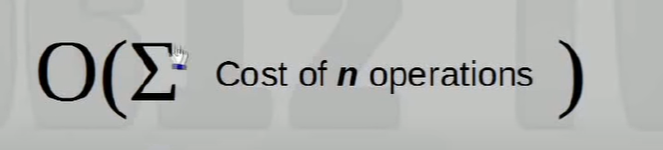 O(Σ Cost of n operations )